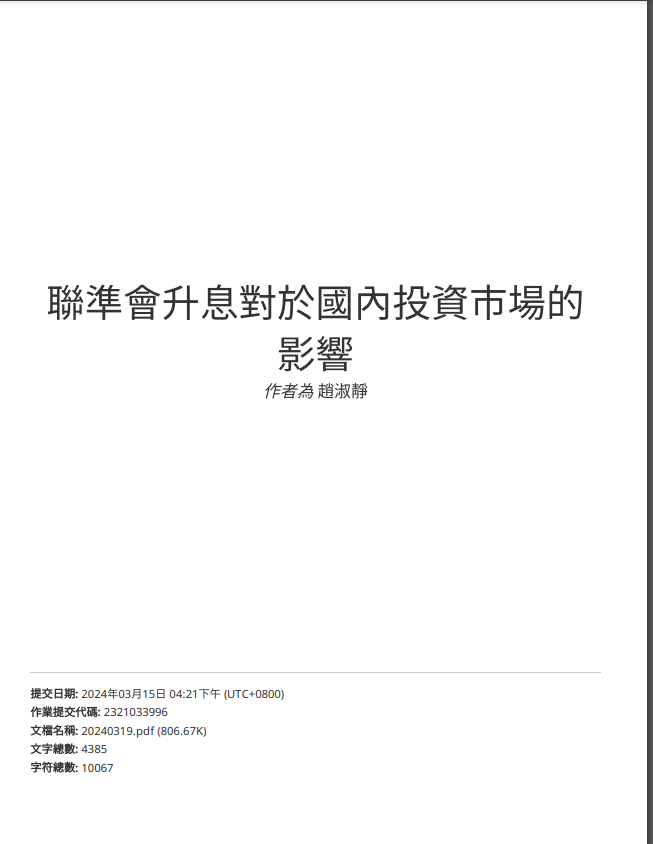 聯準會升息對於國內投資市場的
影響
作者為 趙淑靜
提交日期: 2024年03月15日 04:21下午 (UTC+0800)
作業提交代碼: 2321033996
文檔名稱: 20240319.pdf (806.67K)
文字總數: 4385
字符總數: 10067